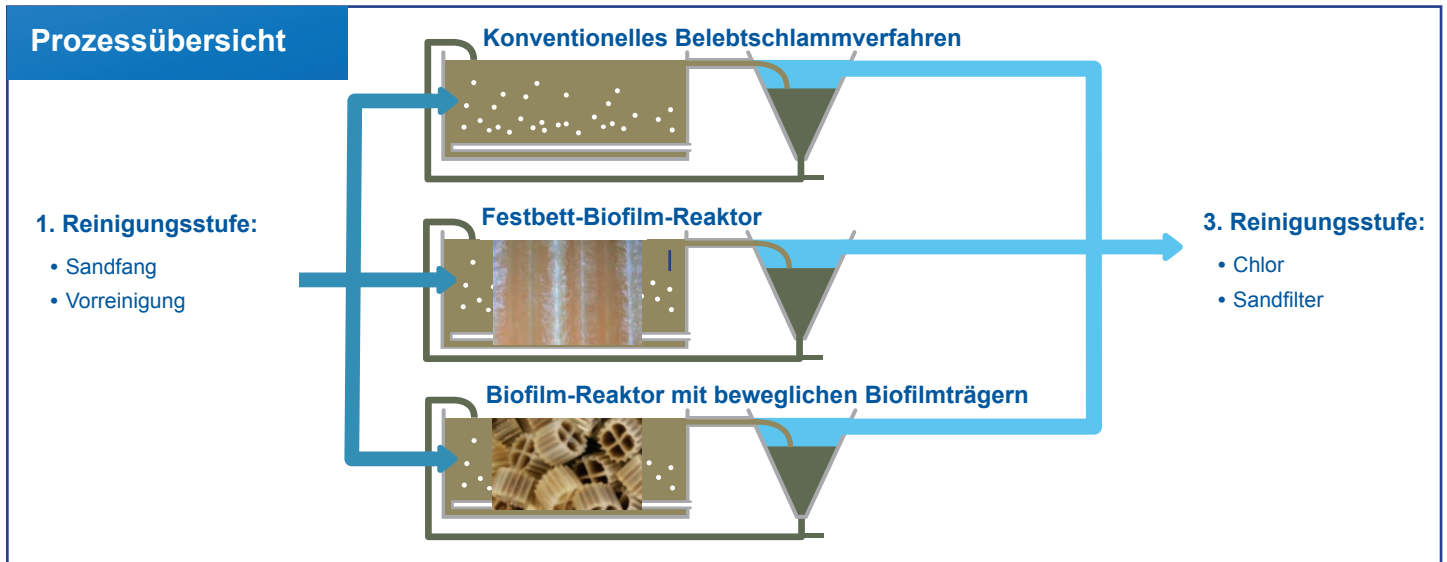 Prozessübersicht
Konventionelles Belebtschlammverfahren
1. Reinigungsstufe:
• Sandfang
• Vorreinigung
Festbett-Biofilm-Reaktor
Biofilm-Reaktor mit beweglichen Biofilmträgern
3. Reinigungsstufe:
• Chlor
• Sandfilter